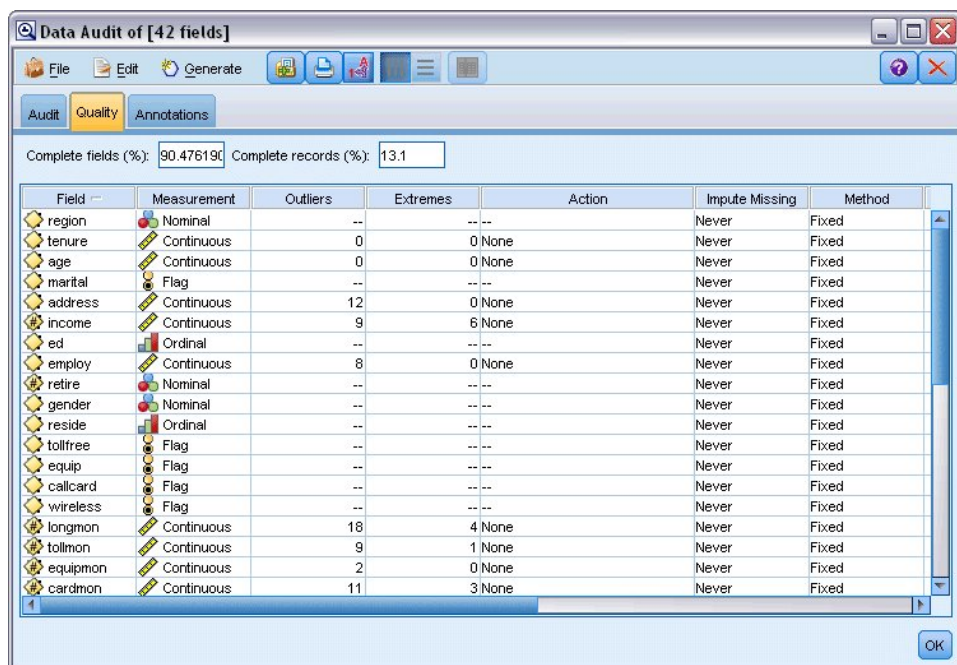 Data Audit of [42 fields]
File Edit Generate
Audit Quality Annotations
Complete fields (%): 90.476190 Complete records (%): 13.1
Field Measurement Outliers Extremes Action Impute Missing Method
region Nominal -- -- -- Never Fixed
tenure Continuous 0 0 None Never Fixed
age Continuous 0 0 None Never Fixed
marital Flag -- -- -- Never Fixed
address Continuous 12 0 None Never Fixed
income Continuous 9 6 None Never Fixed
ed Ordinal -- -- -- Never Fixed
employ Continuous 8 0 None Never Fixed
retire Nominal -- -- -- Never Fixed
gender Nominal -- -- -- Never Fixed
reside Ordinal -- -- -- Never Fixed
tollfree Flag -- -- -- Never Fixed
equip Flag -- -- -- Never Fixed
callcard Flag -- -- -- Never Fixed
wireless Flag -- -- -- Never Fixed
longmon Continuous 18 4 None Never Fixed
tollmon Continuous 9 1 None Never Fixed
equipmon Continuous 2 0 None Never Fixed
cardmon Continuous 11 3 None Never Fixed
OK